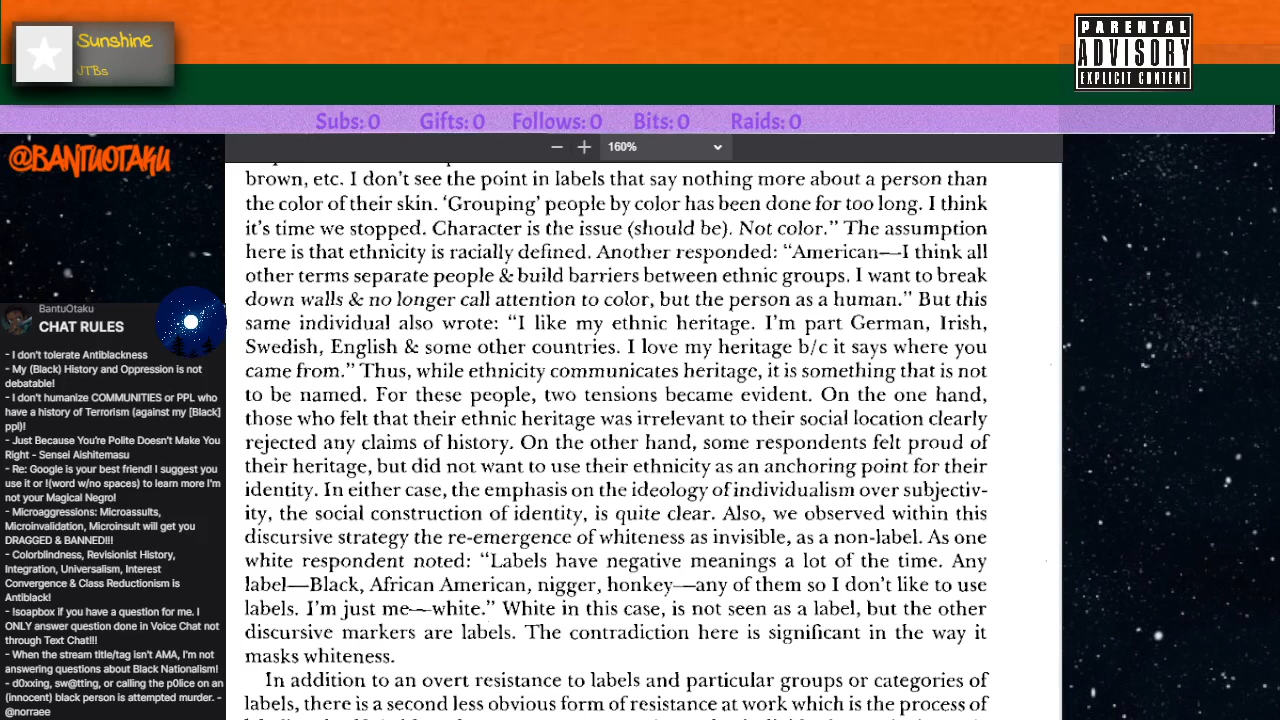 Sunshine
JTBs
PARENTAL
ADVISORY
EXPLICIT CONTENT
Subs: 0 Gifts: 0 Follows: 0 Bits: 0 Raids: 0
@BANTUOTAKU
160%
brown, etc. I don't see the point in labels that say nothing more about a person than
the color of their skin. 'Grouping' people by color has been done for too long. I think
it's time we stopped. Character is the issue (should be). Not color." The assumption
here is that ethnicity is racially defined. Another responded: "American—I think all
other terms separate people & build barriers between ethnic groups. I want to break
down walls & no longer call attention to color, but the person as a human." But this
same individual also wrote: "I like my ethnic heritage. I'm part German, Irish,
Swedish, English & some other countries. I love my heritage b/c it says where you
came from." Thus, while ethnicity communicates heritage, it is something that is not
to be named. For these people, two tensions became evident. On the one hand,
those who felt that their ethnic heritage was irrelevant to their social location clearly
rejected any claims of history. On the other hand, some respondents felt proud of
their heritage, but did not want to use their ethnicity as an anchoring point for their
identity. In either case, the emphasis on the ideology of individualism over subjectiv-
ity, the social construction of identity, is quite clear. Also, we observed within this
discursive strategy the re-emergence of whiteness as invisible, as a non-label. As one
white respondent noted: "Labels have negative meanings a lot of the time. Any
label—Black, African American, nigger, honkey—any of them so I don't like to use
labels. I'm just me—white." White in this case, is not seen as a label, but the other
discursive markers are labels. The contradiction here is significant in the way it
masks whiteness.
In addition to an overt resistance to labels and particular groups or categories of
labels, there is a second less obvious form of resistance at work which is the process of
BantuOtaku
CHAT RULES
- I don't tolerate Antiblackness
- My (Black) History and Oppression is not
debatable!
- I don't humanize COMMUNITIES or PPL who
have a history of Terrorism (against my [Black]
ppl)!
- Just Because You're Polite Doesn't Make You
Right - Sensei Aishitemasu
- Re: Google is your best friend! I suggest you
use it or !(word w/no spaces) to learn more I'm
not your Magical Negro!
- Microaggressions: Microassults,
Microinvalidation, Microinsult will get you
DRAGGED & BANNED!!!
- Colorblindness, Revisionist History,
Integration, Universalism, Interest
Convergence & Class Reductionism is
Antiblack!
- !soapbox if you have a question for me. I
ONLY answer question done in Voice Chat not
through Text Chat!!!
- When the stream title/tag isn't AMA, I'm not
answering questions about Black Nationalism!
- d0xxing, sw@tting, or calling the p0lice on an
(innocent) black person is attempted murder. -
@norraee